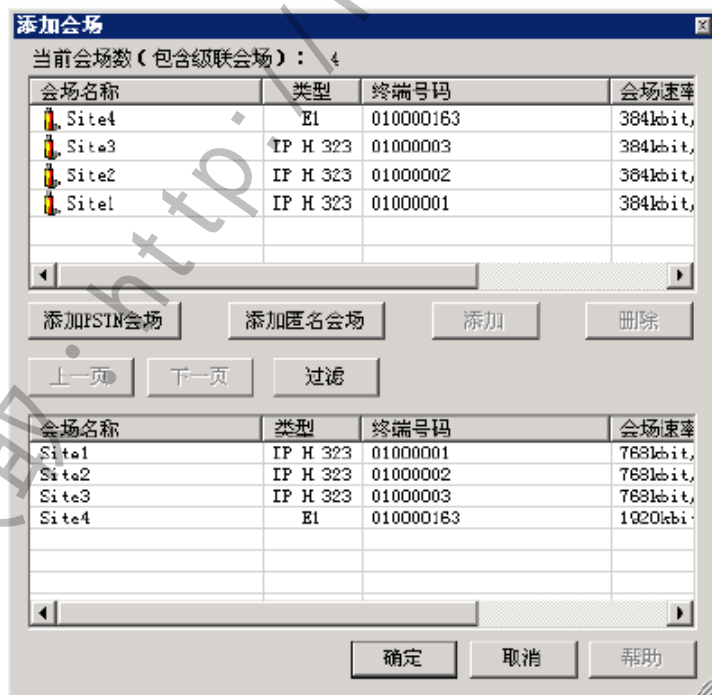 添加会场
当前会场数(包含级联会场): 4
会场名称 类型 终端号码 会场速率
Site4 E1 010000163 384kbit/
Site3 IP H 323 01000003 384kbit/
Site2 IP H 323 01000002 384kbit/
Site1 IP H 323 01000001 384kbit/
添加PSTN会场 添加匿名会场 添加 删除
上一页 下一页 过滤
会场名称 类型 终端号码 会场速率
Site1 IP H 323 01000001 768kbit/
Site2 IP H 323 01000002 768kbit/
Site3 IP H 323 01000003 768kbit/
Site4 E1 010000163 1920kbi
确定 取消 帮助
http://
取